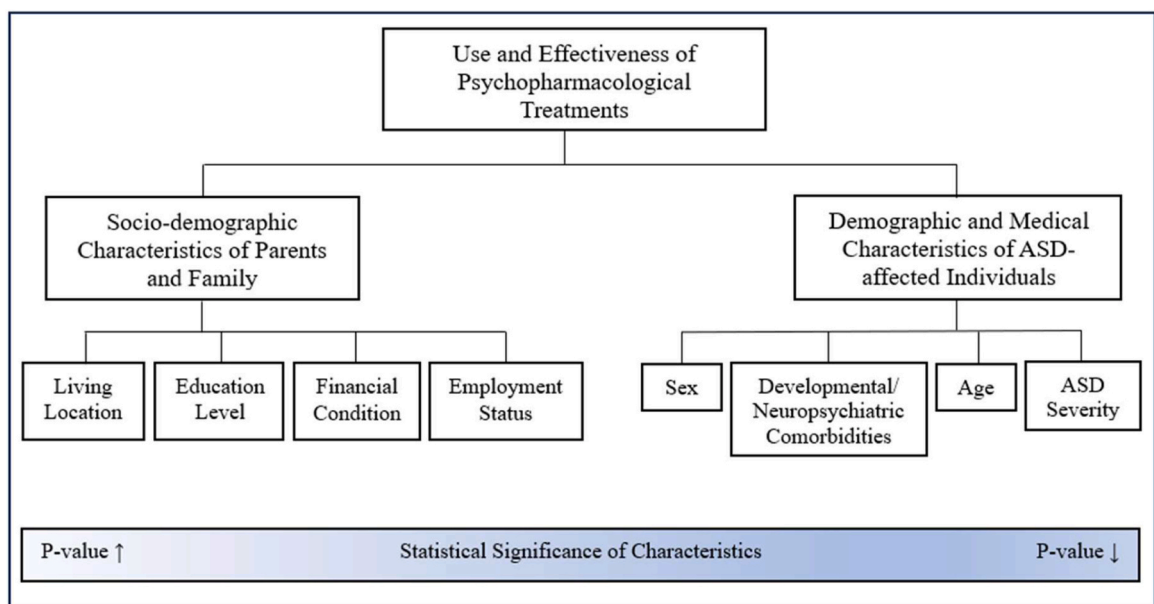 Use and Effectiveness of
Psychopharmacological
Treatments
Socio-demographic
Characteristics of Parents
and Family
Demographic and Medical
Characteristics of ASD-
affected Individuals
Living
Location
Education
Level
Financial
Condition
Employment
Status
Sex
Developmental/
Neuropsychiatric
Comorbidities
Age
ASD
Severity
P-value ↑
Statistical Significance of Characteristics
P-value ↓